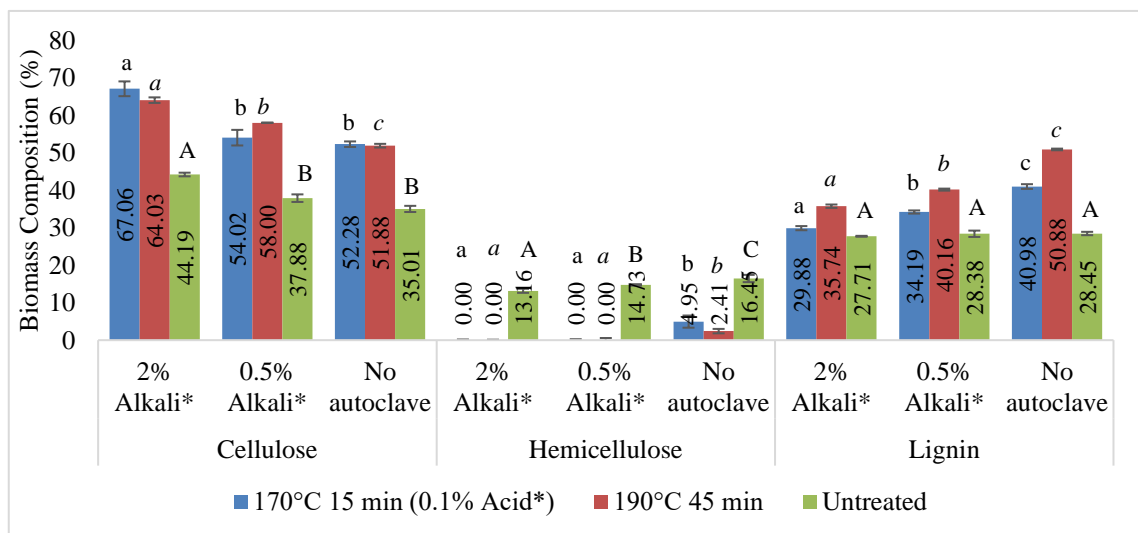 Biomass Composition (%)
80
70
60
50
40
30
20
10
0
a a A b b B b c B
a a A a a B b b C
a a A b b A c c A
67.06 64.03 44.19 54.02 58.00 37.88 52.28 51.88 35.01
0.00 0.00 13.16 0.00 0.00 14.73 4.95 2.41 16.45
29.88 35.74 27.71 34.19 40.16 28.38 40.98 50.88 28.45
2% 0.5% No 2% 0.5% No 2% 0.5% No
Alkali* Alkali* autoclave Alkali* Alkali* autoclave Alkali* Alkali* autoclave
Cellulose Hemicellulose Lignin
170°C 15 min (0.1% Acid*) 190°C 45 min Untreated